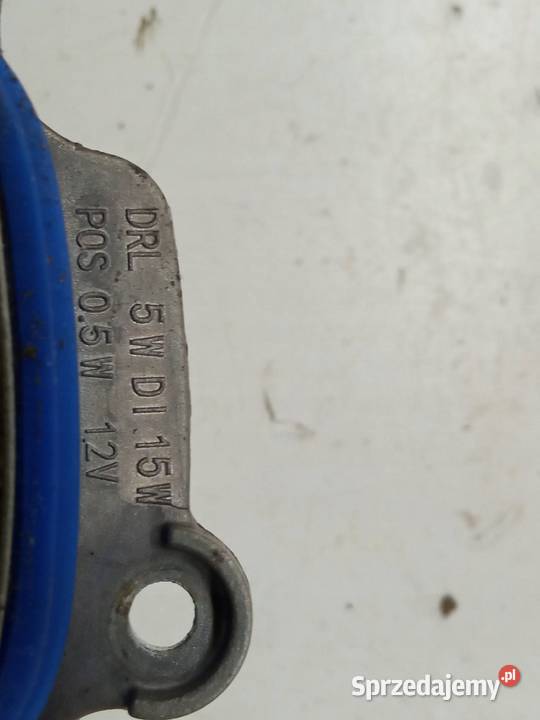 DRL 5W DI 15W
POS 0.5W 12V
Sprzedajemy.pl